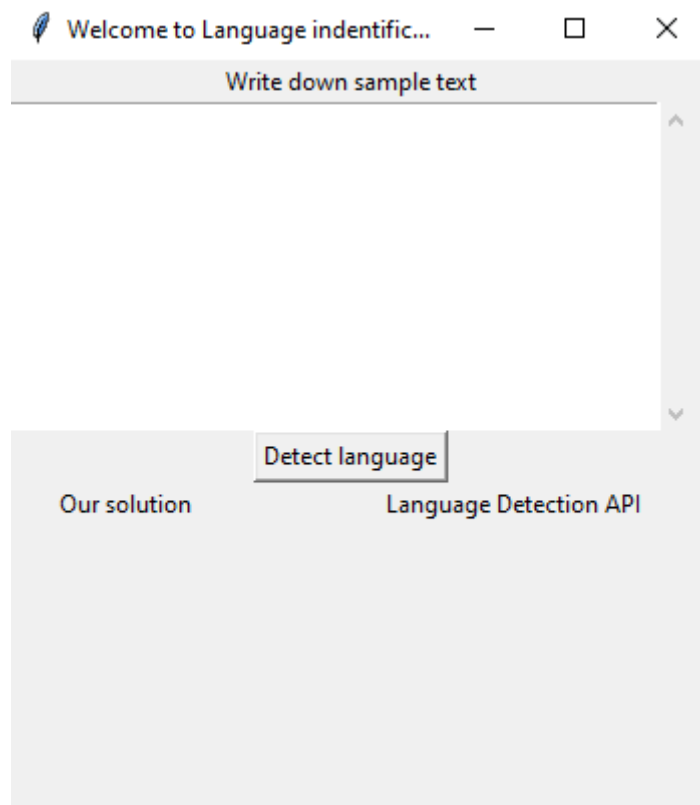 Welcome to Language indentific...
Write down sample text
Detect language
Our solution Language Detection API